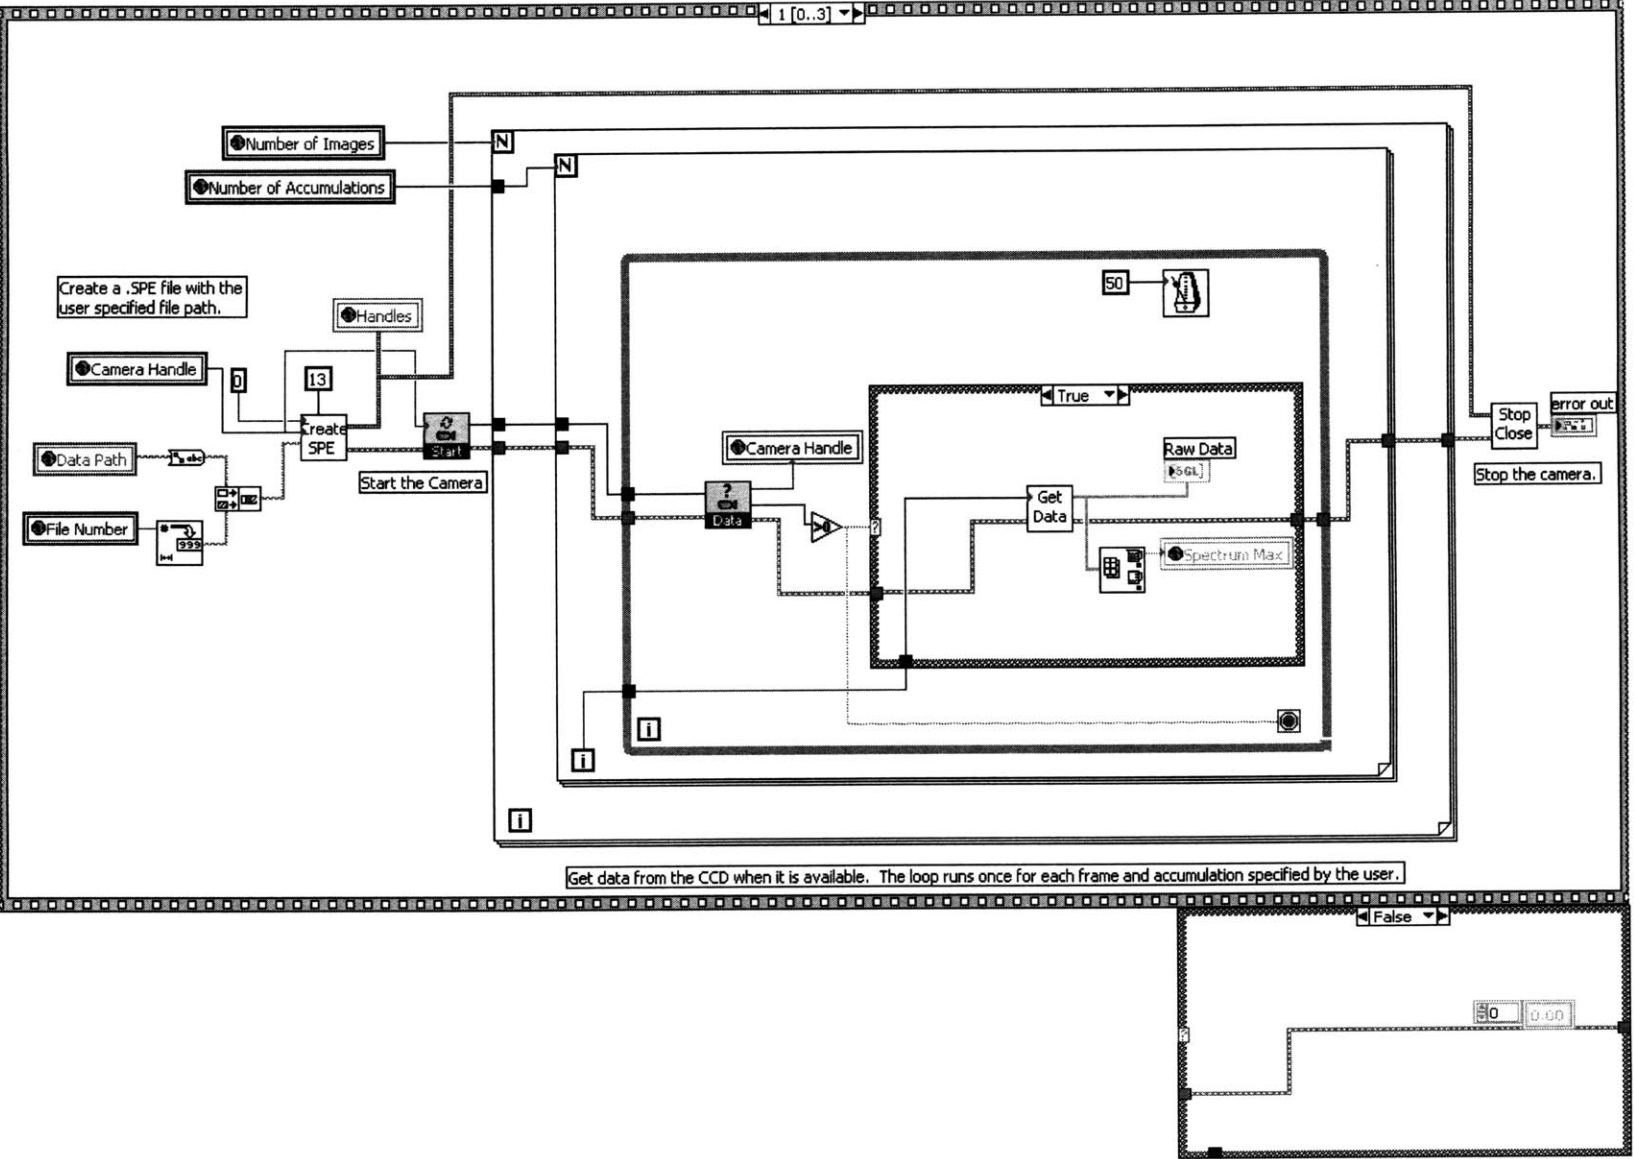 1 [0..3]
Number of Images
N
Number of Accumulations
N
Create a .SPE file with the
user specified file path.
Handles
50
Camera Handle
0
13
True
Create
SPE
Start
Start the Camera
Data Path
abc
File Number
999
Camera Handle
?
Data
>0
?
Raw Data
SGL]
Get
Data
Spectrum Max
Stop
Close
error out
Stop the camera.
i
i
i
Get data from the CCD when it is available.  The loop runs once for each frame and accumulation specified by the user.
False
0
0.00
?